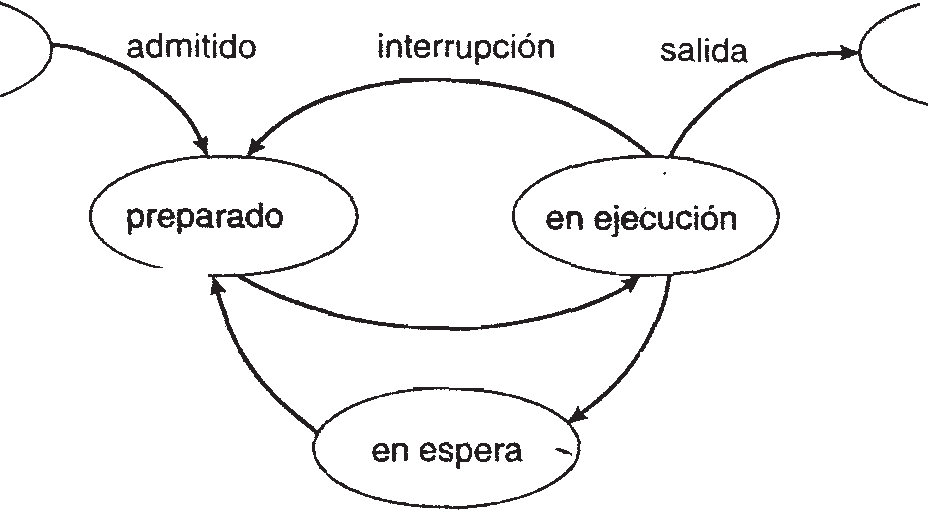 admitido
interrupción
salida
preparado
en ejecución
en espera